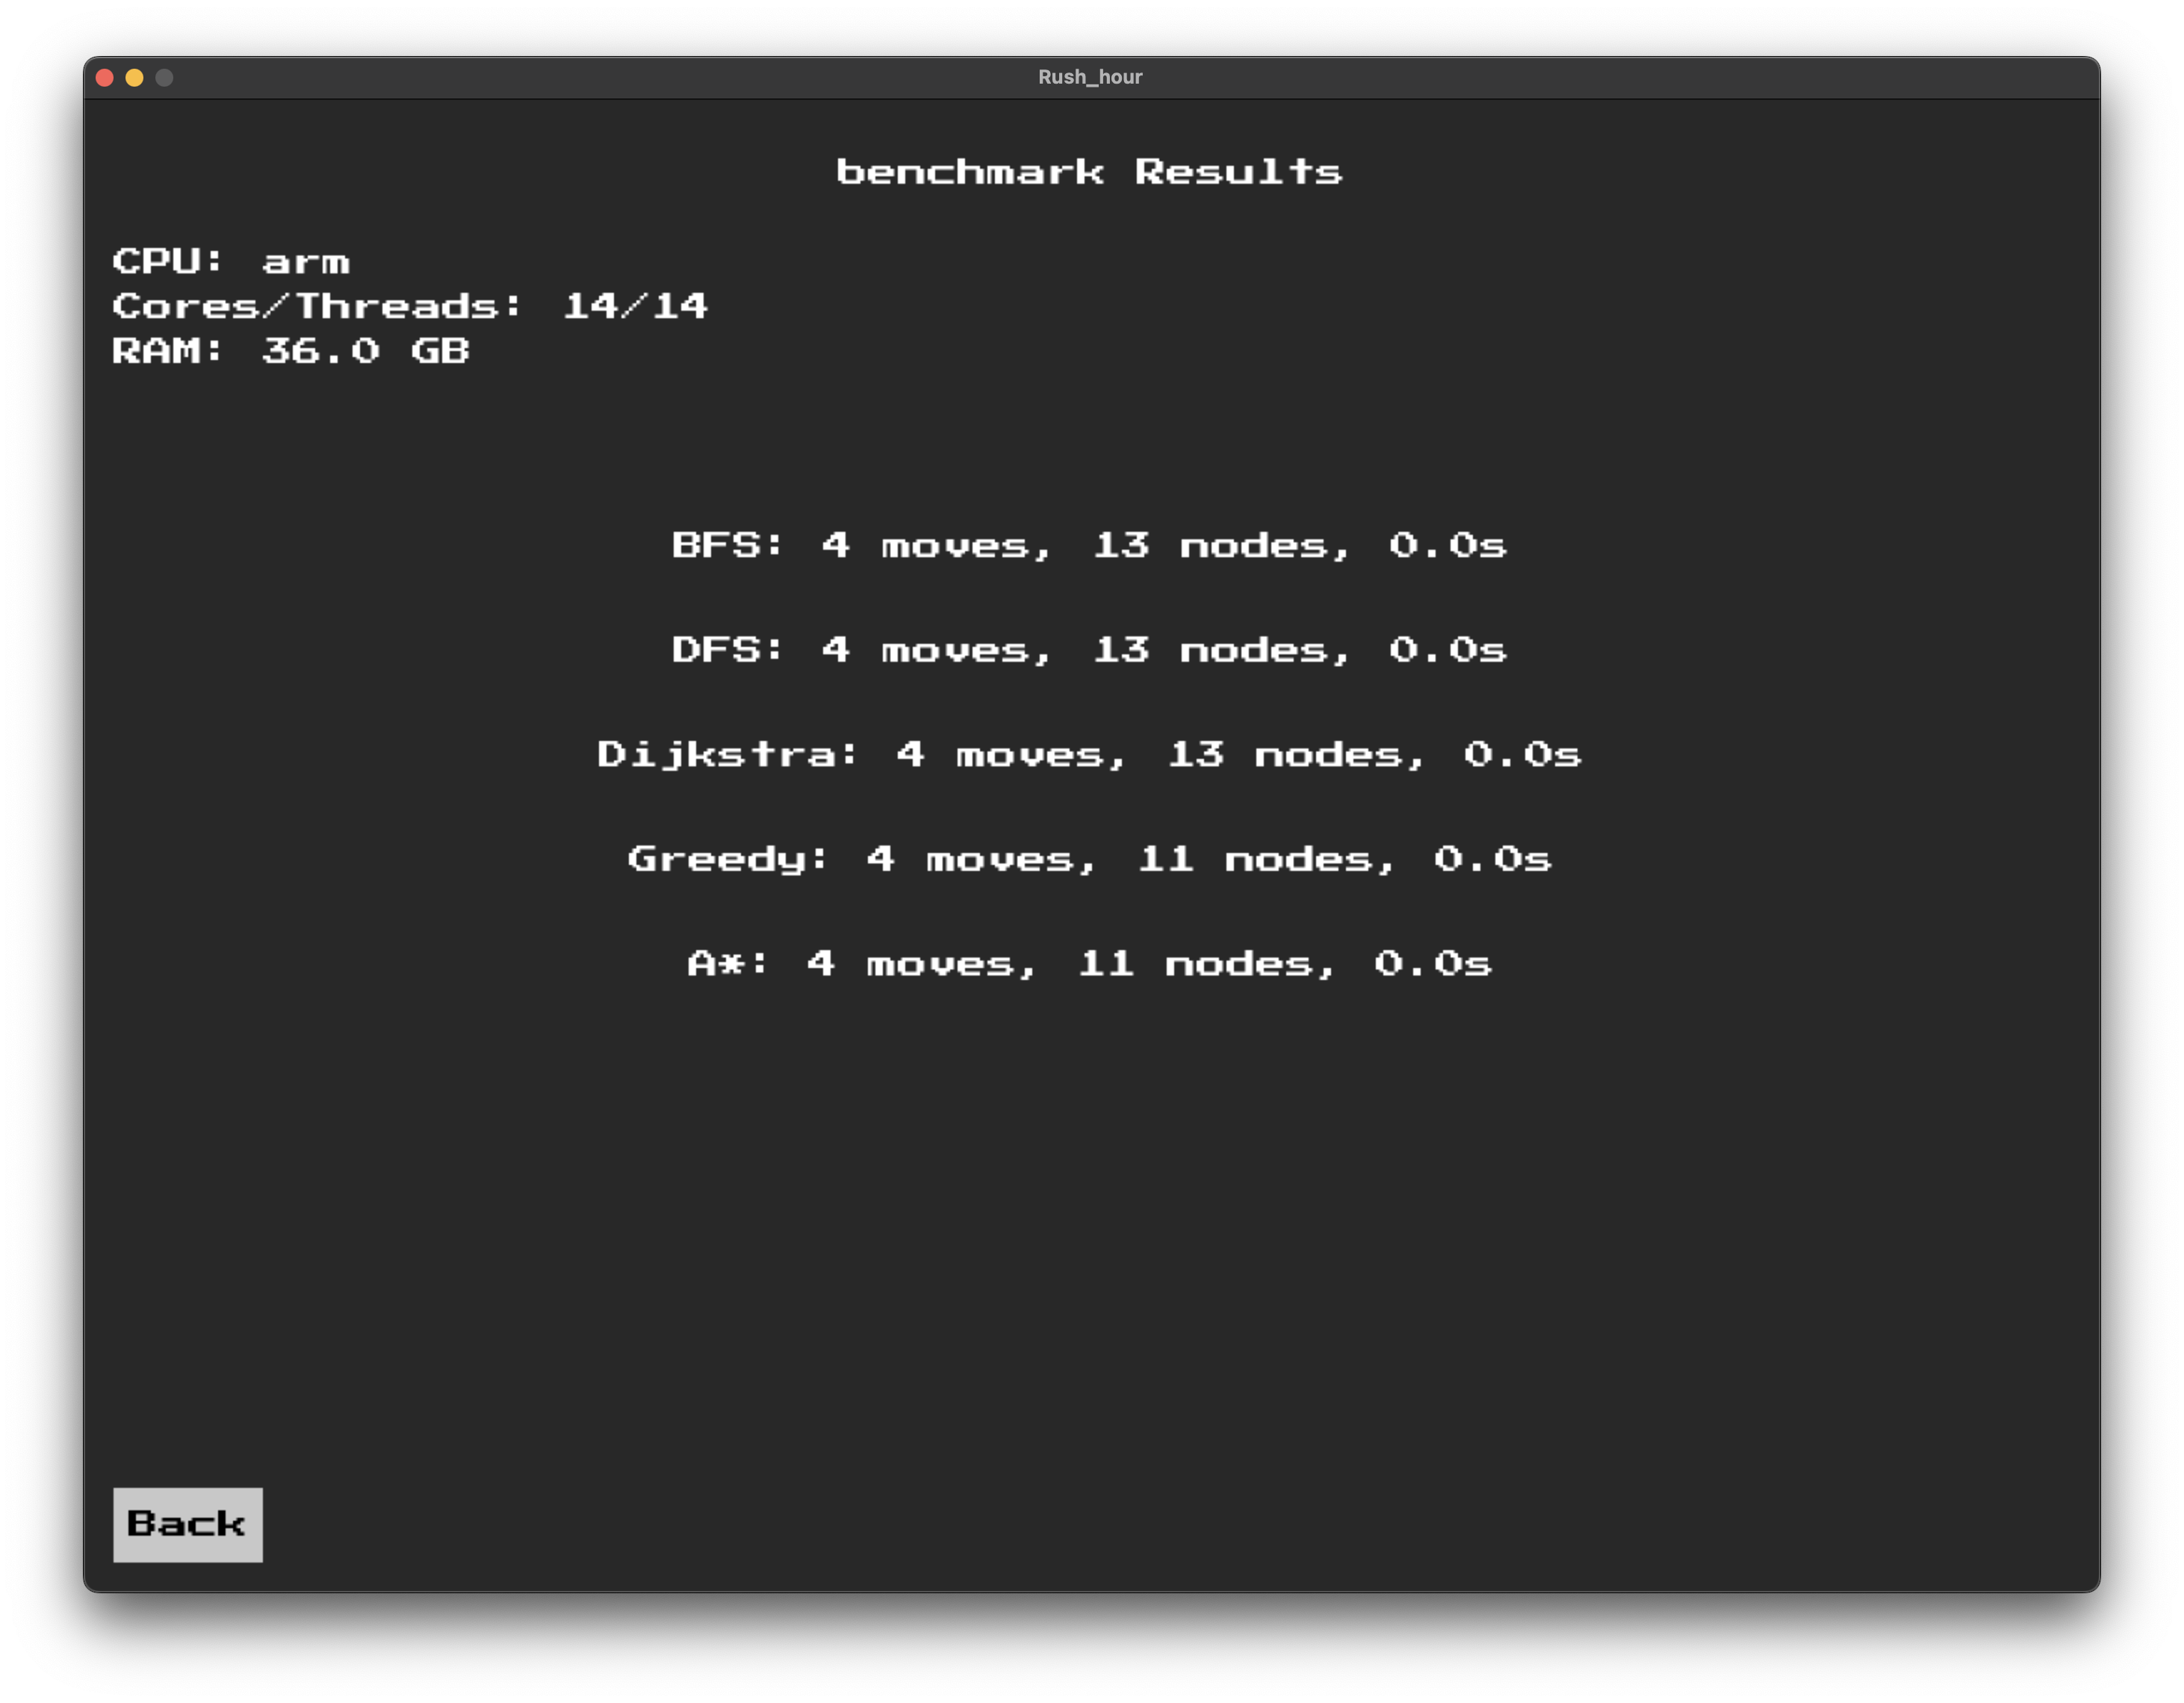 Rush_hour
benchmark Results
CPU: arm
Cores/Threads: 14/14
RAM: 36.0 GB
BFS: 4 moves, 13 nodes, 0.0s
DFS: 4 moves, 13 nodes, 0.0s
Dijkstra: 4 moves, 13 nodes, 0.0s
Greedy: 4 moves, 11 nodes, 0.0s
A*: 4 moves, 11 nodes, 0.0s
Back